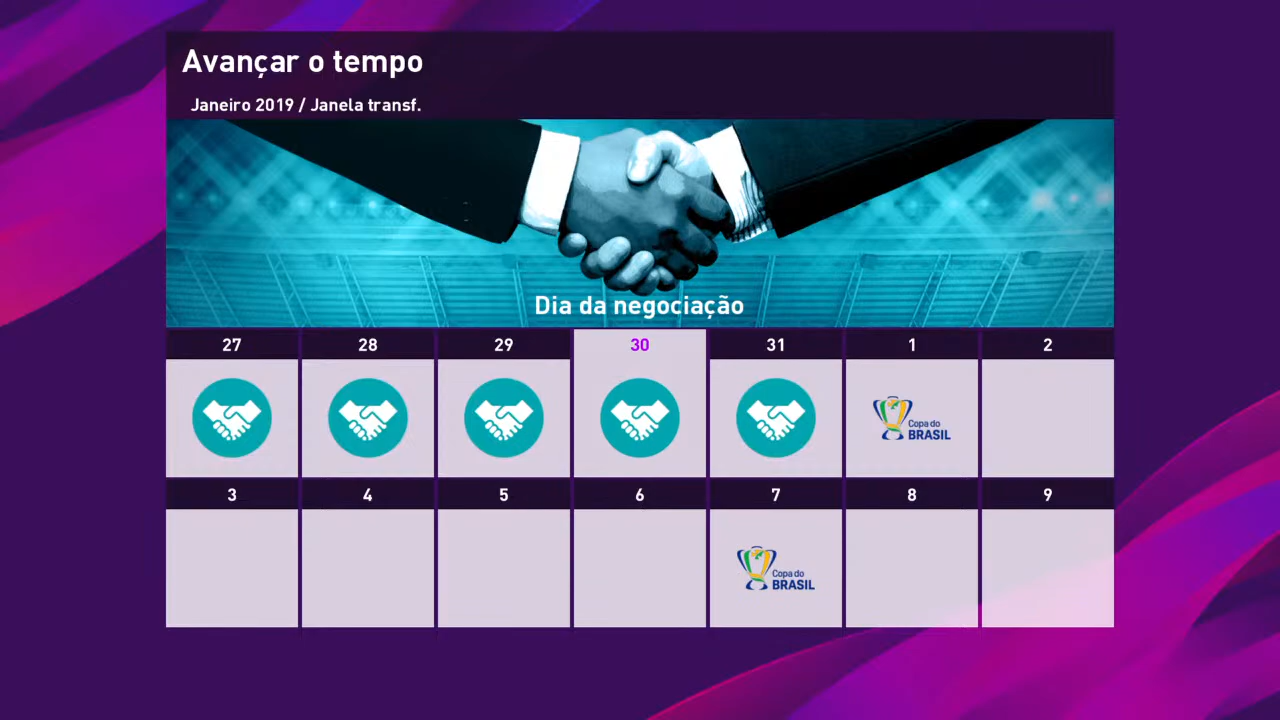 Avançar o tempo
Janeiro 2019 / Janela transf.
Dia da negociação
27 28 29 30 31 1 2
Copa do
BRASIL
3 4 5 6 7 8 9
Copa do
BRASIL